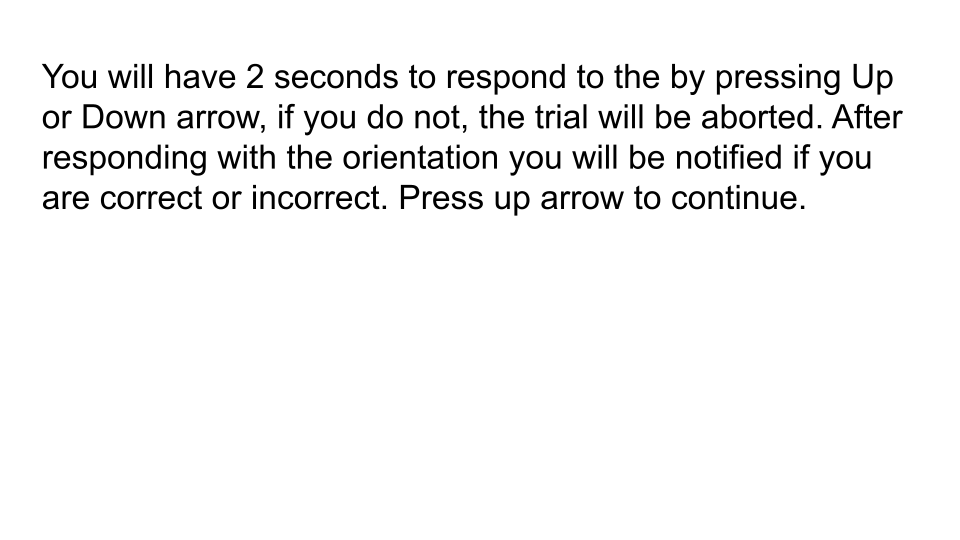 You will have 2 seconds to respond to the by pressing Up
or Down arrow, if you do not, the trial will be aborted. After
responding with the orientation you will be notified if you
are correct or incorrect. Press up arrow to continue.